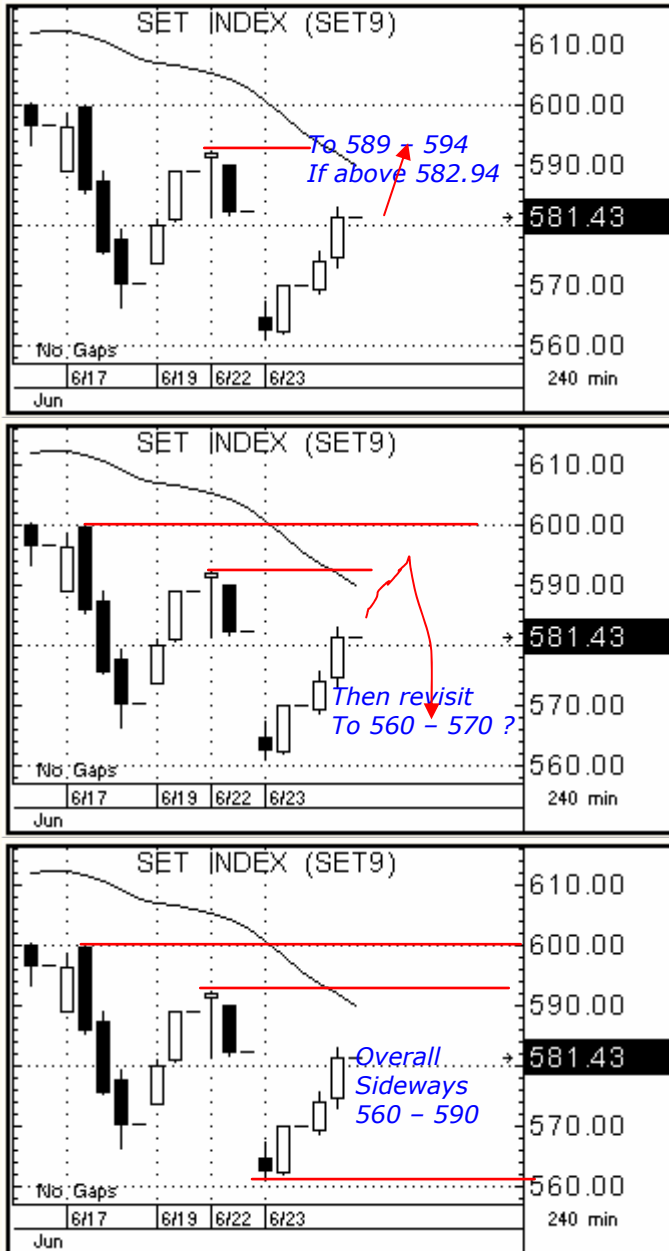 SET INDEX (SET9)
610.00
600.00
To 589 – 594
590.00
If above 582.94
581.43
570.00
560.00
No Gaps
6/17 6/19 6/22 6/23 240 min
Jun
SET INDEX (SET9)
610.00
600.00
590.00
581.43
Then revisit
570.00
To 560 – 570 ?
560.00
No Gaps
6/17 6/19 6/22 6/23 240 min
Jun
SET INDEX (SET9)
610.00
600.00
590.00
Overall
581.43
Sideways
560 – 590
570.00
560.00
No Gaps
6/17 6/19 6/22 6/23 240 min
Jun